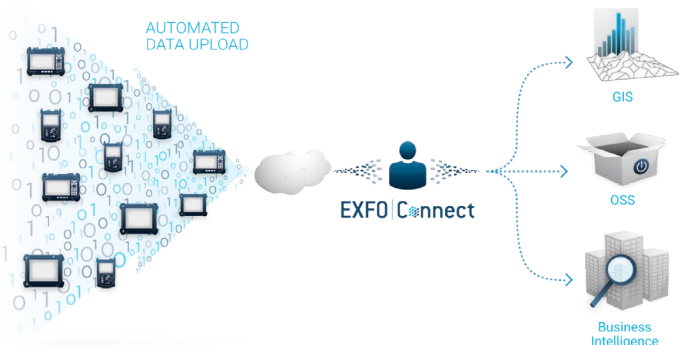 AUTOMATED
DATA UPLOAD
GIS
EXFO|Connect
OSS
Business
Intelligence